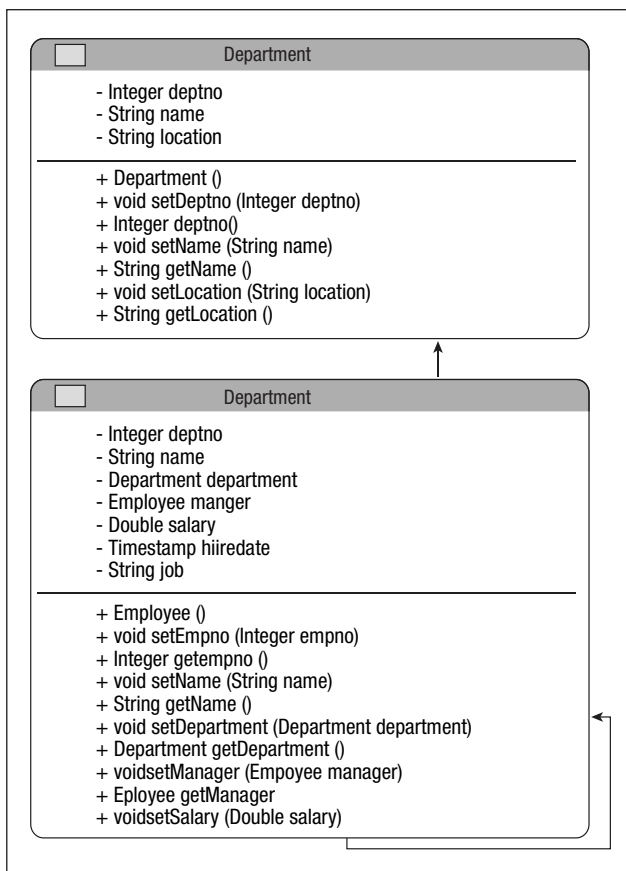 Department
- Integer deptno
- String name
- String location
+ Department ()
+ void setDeptno (Integer deptno)
+ Integer deptno()
+ void setName (String name)
+ String getName ()
+ void setLocation (String location)
+ String getLocation ()
Department
- Integer deptno
- String name
- Department department
- Employee manger
- Double salary
- Timestamp hiiredate
- String job
+ Employee ()
+ void setEmpno (Integer empno)
+ Integer getempno ()
+ void setName (String name)
+ String getName ()
+ void setDepartment (Department department)
+ Department getDepartment ()
+ voidsetManager (Empoyee manager)
+ Eployee getManager
+ voidsetSalary (Double salary)